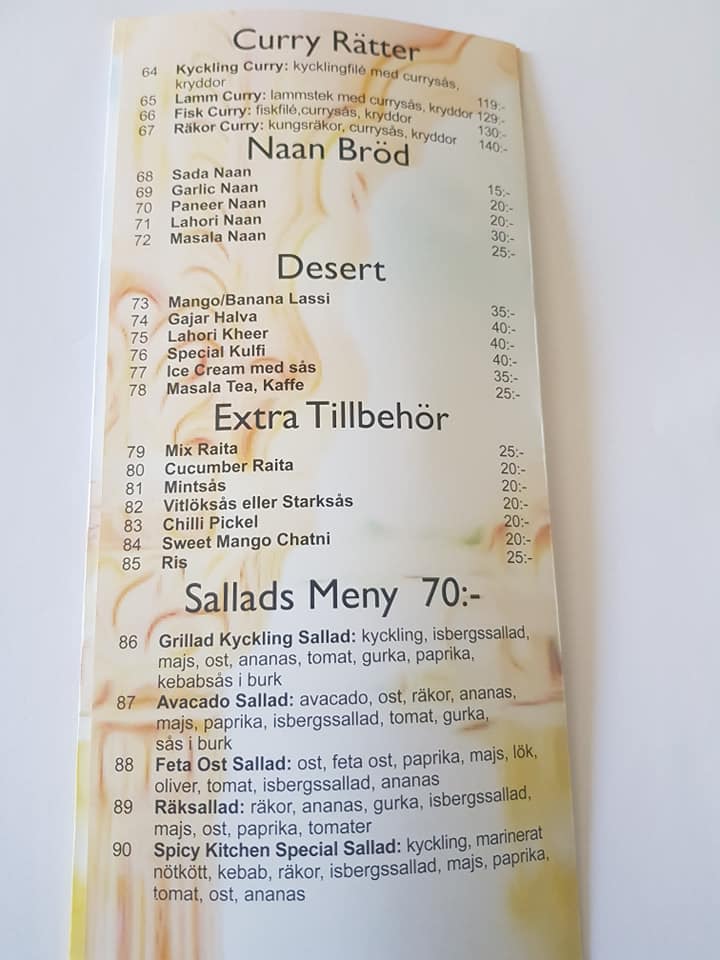 Curry Rätter
64 Kyckling Curry: kycklingfilé med currysås,
kryddor 119:-
65 Lamm Curry: lammstek med currysås, kryddor 129:-
66 Fisk Curry: fiskfilé,currysås, kryddor 130:-
67 Räkor Curry: kungsräkor, currysås, kryddor 140:-
Naan Bröd
68 Sada Naan 15:-
69 Garlic Naan 20:-
70 Paneer Naan 20:-
71 Lahori Naan 30:-
72 Masala Naan 25:-
Desert
73 Mango/Banana Lassi 35:-
74 Gajar Halva 40:-
75 Lahori Kheer 40:-
76 Special Kulfi 40:-
77 Ice Cream med sås 35:-
78 Masala Tea, Kaffe 25:-
Extra Tillbehör
79 Mix Raita 25:-
80 Cucumber Raita 20:-
81 Mintsås 20:-
82 Vitlöksås eller Starksås 20:-
83 Chilli Pickel 20:-
84 Sweet Mango Chatni 20:-
85 Ris 25:-
Sallads Meny 70:-
86 Grillad Kyckling Sallad: kyckling, isbergssallad,
majs, ost, ananas, tomat, gurka, paprika,
kebabsås i burk
87 Avacado Sallad: avacado, ost, räkor, ananas,
majs, paprika, isbergssallad, tomat, gurka,
sås i burk
88 Feta Ost Sallad: ost, feta ost, paprika, majs, lök,
oliver, tomat, isbergssallad, ananas
89 Räksallad: räkor, ananas, gurka, isbergssallad,
majs, ost, paprika, tomater
90 Spicy Kitchen Special Sallad: kyckling, marinerat
nötkött, kebab, räkor, isbergssallad, majs, paprika,
tomat, ost, ananas